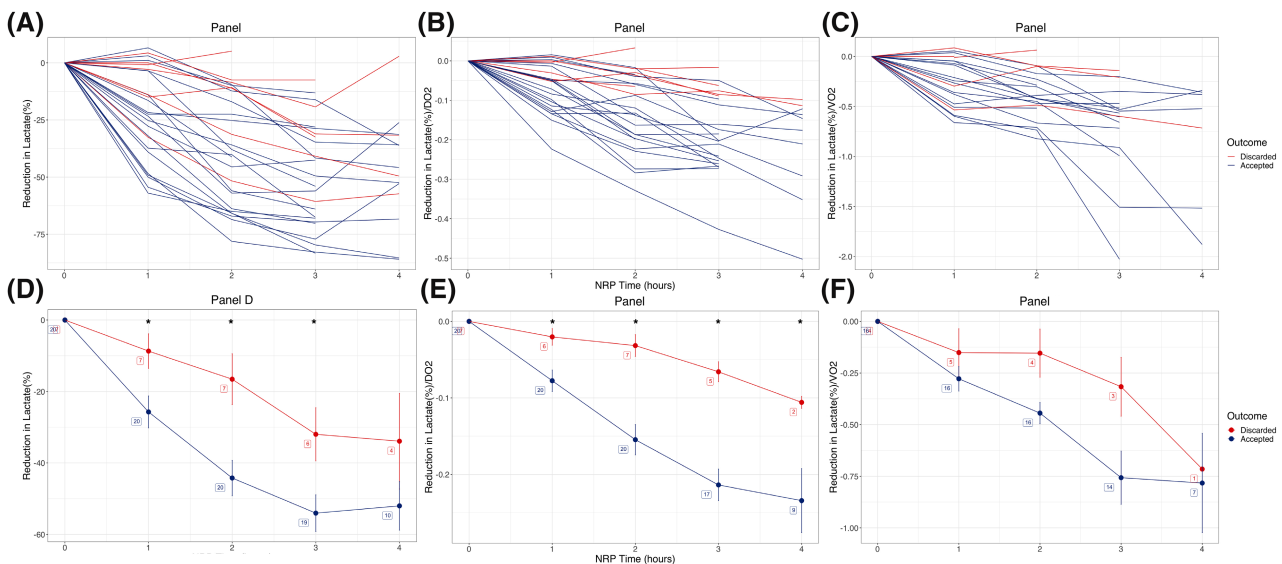 (A)
Panel
Reduction in Lactate(%)
0
-25
-50
-75
0
1
2
3
4
(B)
Panel
Reduction in Lactate(%)/DO2
0.0
-0.1
-0.2
-0.3
-0.4
-0.5
0
1
2
3
4
NRP Time (hours)
(C)
Panel
Reduction in Lactate(%)/VO2
0.0
-0.5
-1.0
-1.5
-2.0
0
1
2
3
4
Outcome
Discarded
Accepted
(D)
Panel D
Reduction in Lactate(%)
0
-20
-40
-60
* * *
7
7
6
4
20
20
19
10
0
1
2
3
4
(E)
Panel
Reduction in Lactate(%)/DO2
0.0
-0.1
-0.2
* * * *
6
7
5
2
20
20
17
9
0
1
2
3
4
NRP Time (hours)
(F)
Panel
Reduction in Lactate(%)/VO2
0.00
-0.25
-0.50
-0.75
-1.00
5
4
3
1
16
16
14
7
0
1
2
3
4
Outcome
Discarded
Accepted